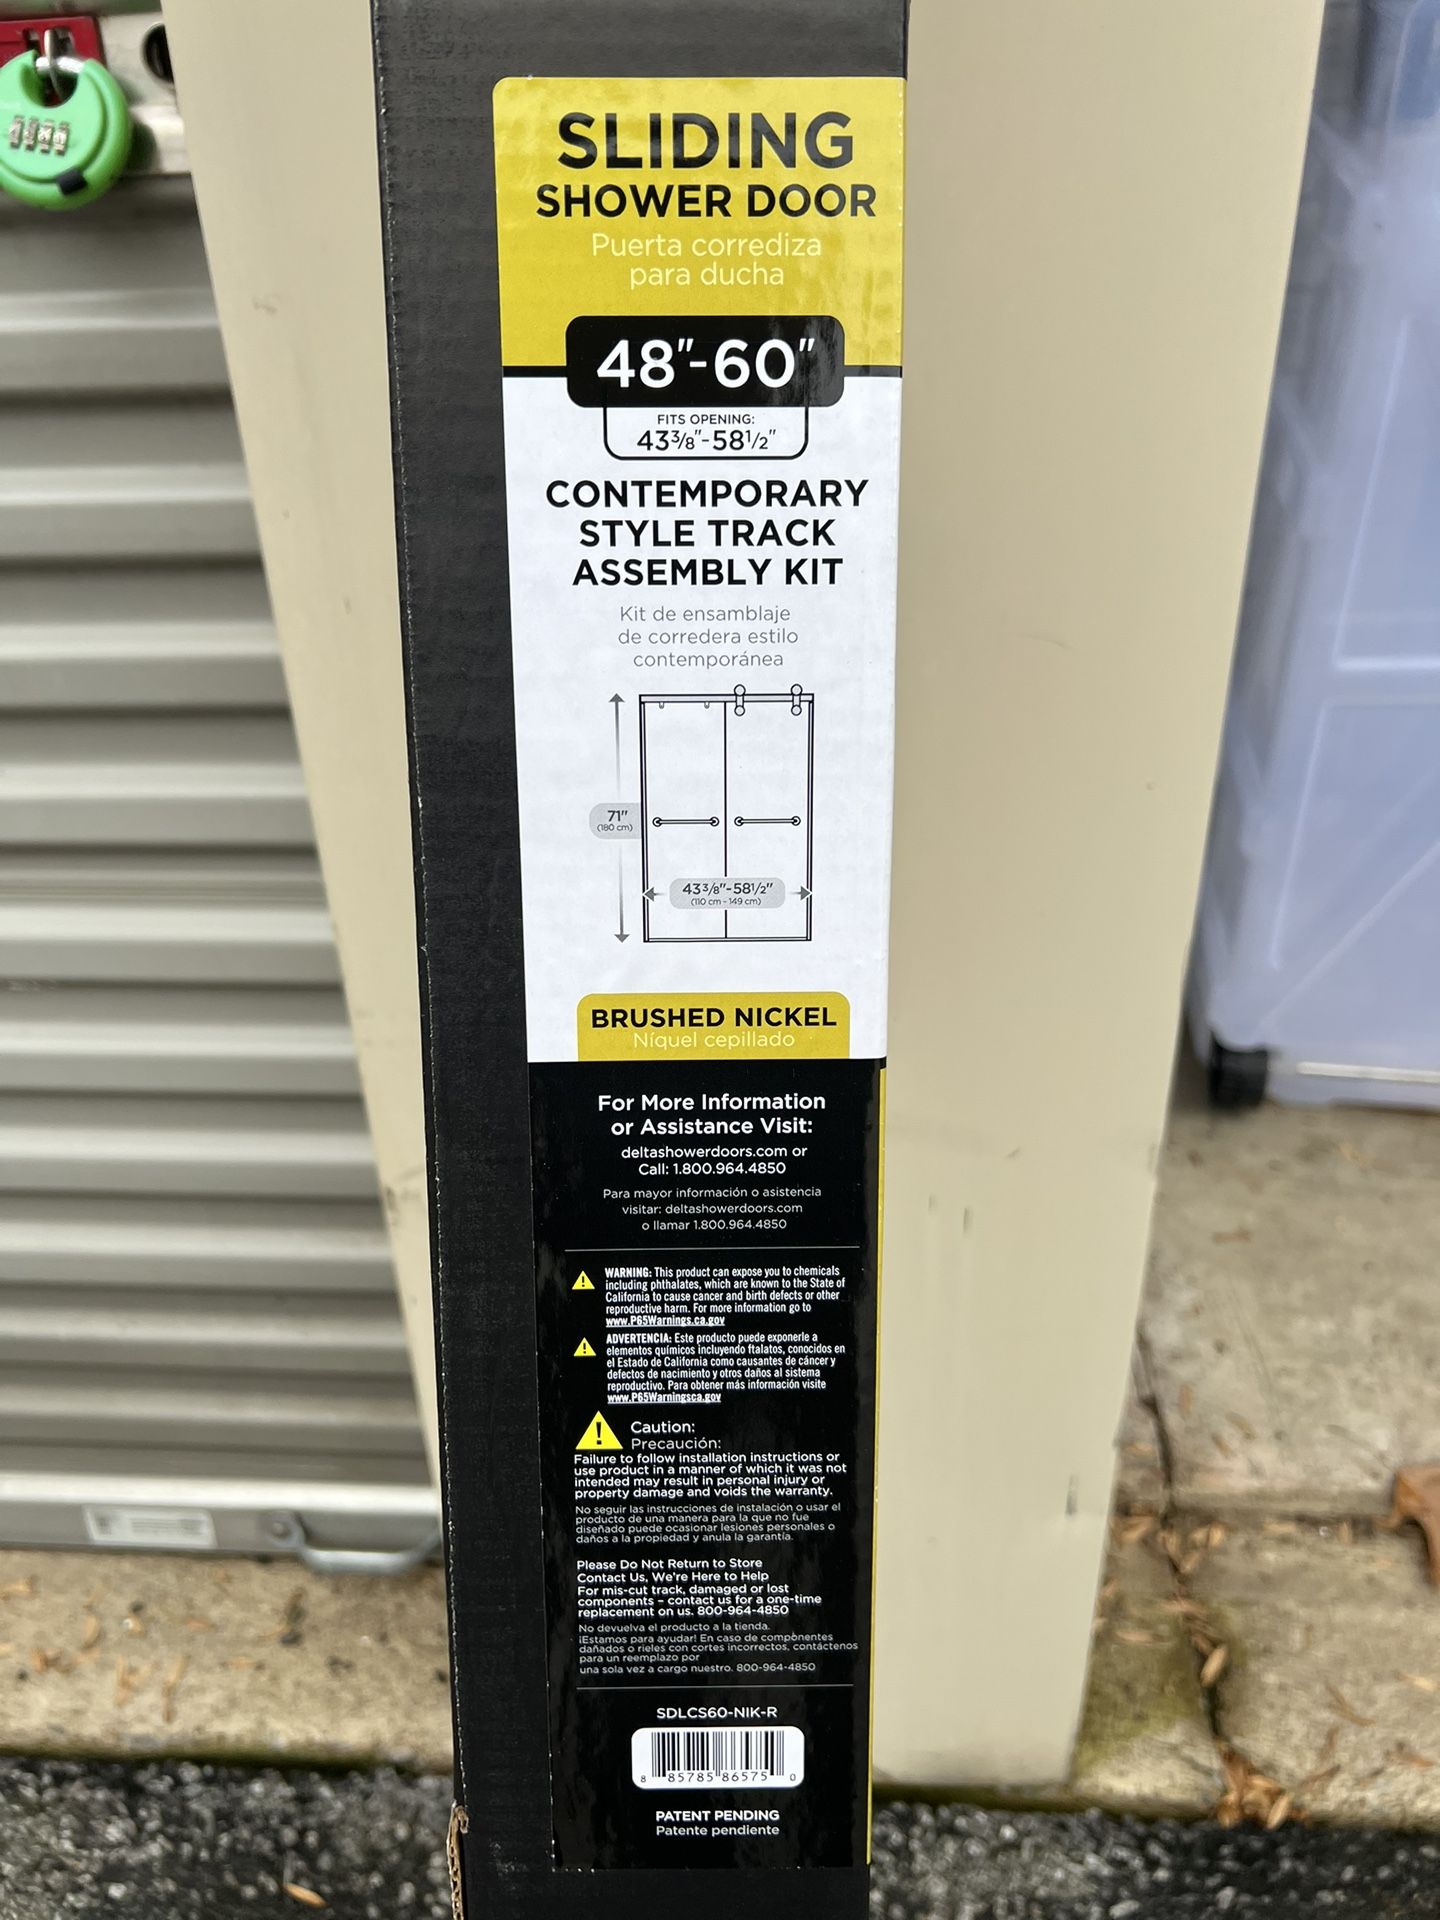 SLIDING
SHOWER DOOR
Puerta corrediza
para ducha
48"-60"
FITS OPENING:
43 3/8"-58 1/2"
CONTEMPORARY
STYLE TRACK
ASSEMBLY KIT
Kit de ensamblaje
de corredera estilo
contemporánea
71"
(180 cm)
43 3/8"-58 1/2"
(110 cm - 149 cm)
BRUSHED NICKEL
Níquel cepillado
For More Information
or Assistance Visit:
deltashowerdoors.com or
Call: 1.800.964.4850
Para mayor información o asistencia
visitar: deltashowerdoors.com
o llamar 1.800.964.4850
WARNING: This product can expose you to chemicals
including phthalates, which are known to the State of
California to cause cancer and birth defects or other
reproductive harm. For more information go to
www.P65Warnings.ca.gov
ADVERTENCIA: Este producto puede exponerle a
elementos químicos incluyendo ftalatos, conocidos en
el Estado de California como causantes de cáncer y
defectos de nacimiento y otros daños al sistema
reproductivo. Para obtener más información visite
www.P65Warningsca.gov
Caution:
Precaución:
Failure to follow installation instructions or
use product in a manner of which it was not
intended may result in personal injury or
property damage and voids the warranty.
No seguir las instrucciones de instalación o usar el
producto de una manera para la que no fue
diseñado puede ocasionar lesiones personales o
daños a la propiedad y anula la garantía.
Please Do Not Return to Store
Contact Us, We're Here to Help
For mis-cut track, damaged or lost
components – contact us for a one-time
replacement on us. 800-964-4850
No devuelva el producto a la tienda.
¡Estamos para ayudar! En caso de componentes
dañados o rieles con cortes incorrectos, contáctenos
para un reemplazo por
una sola vez a cargo nuestro. 800-964-4850
SDLCS60-NIK-R
8 85785 86575 0
PATENT PENDING
Patente pendiente